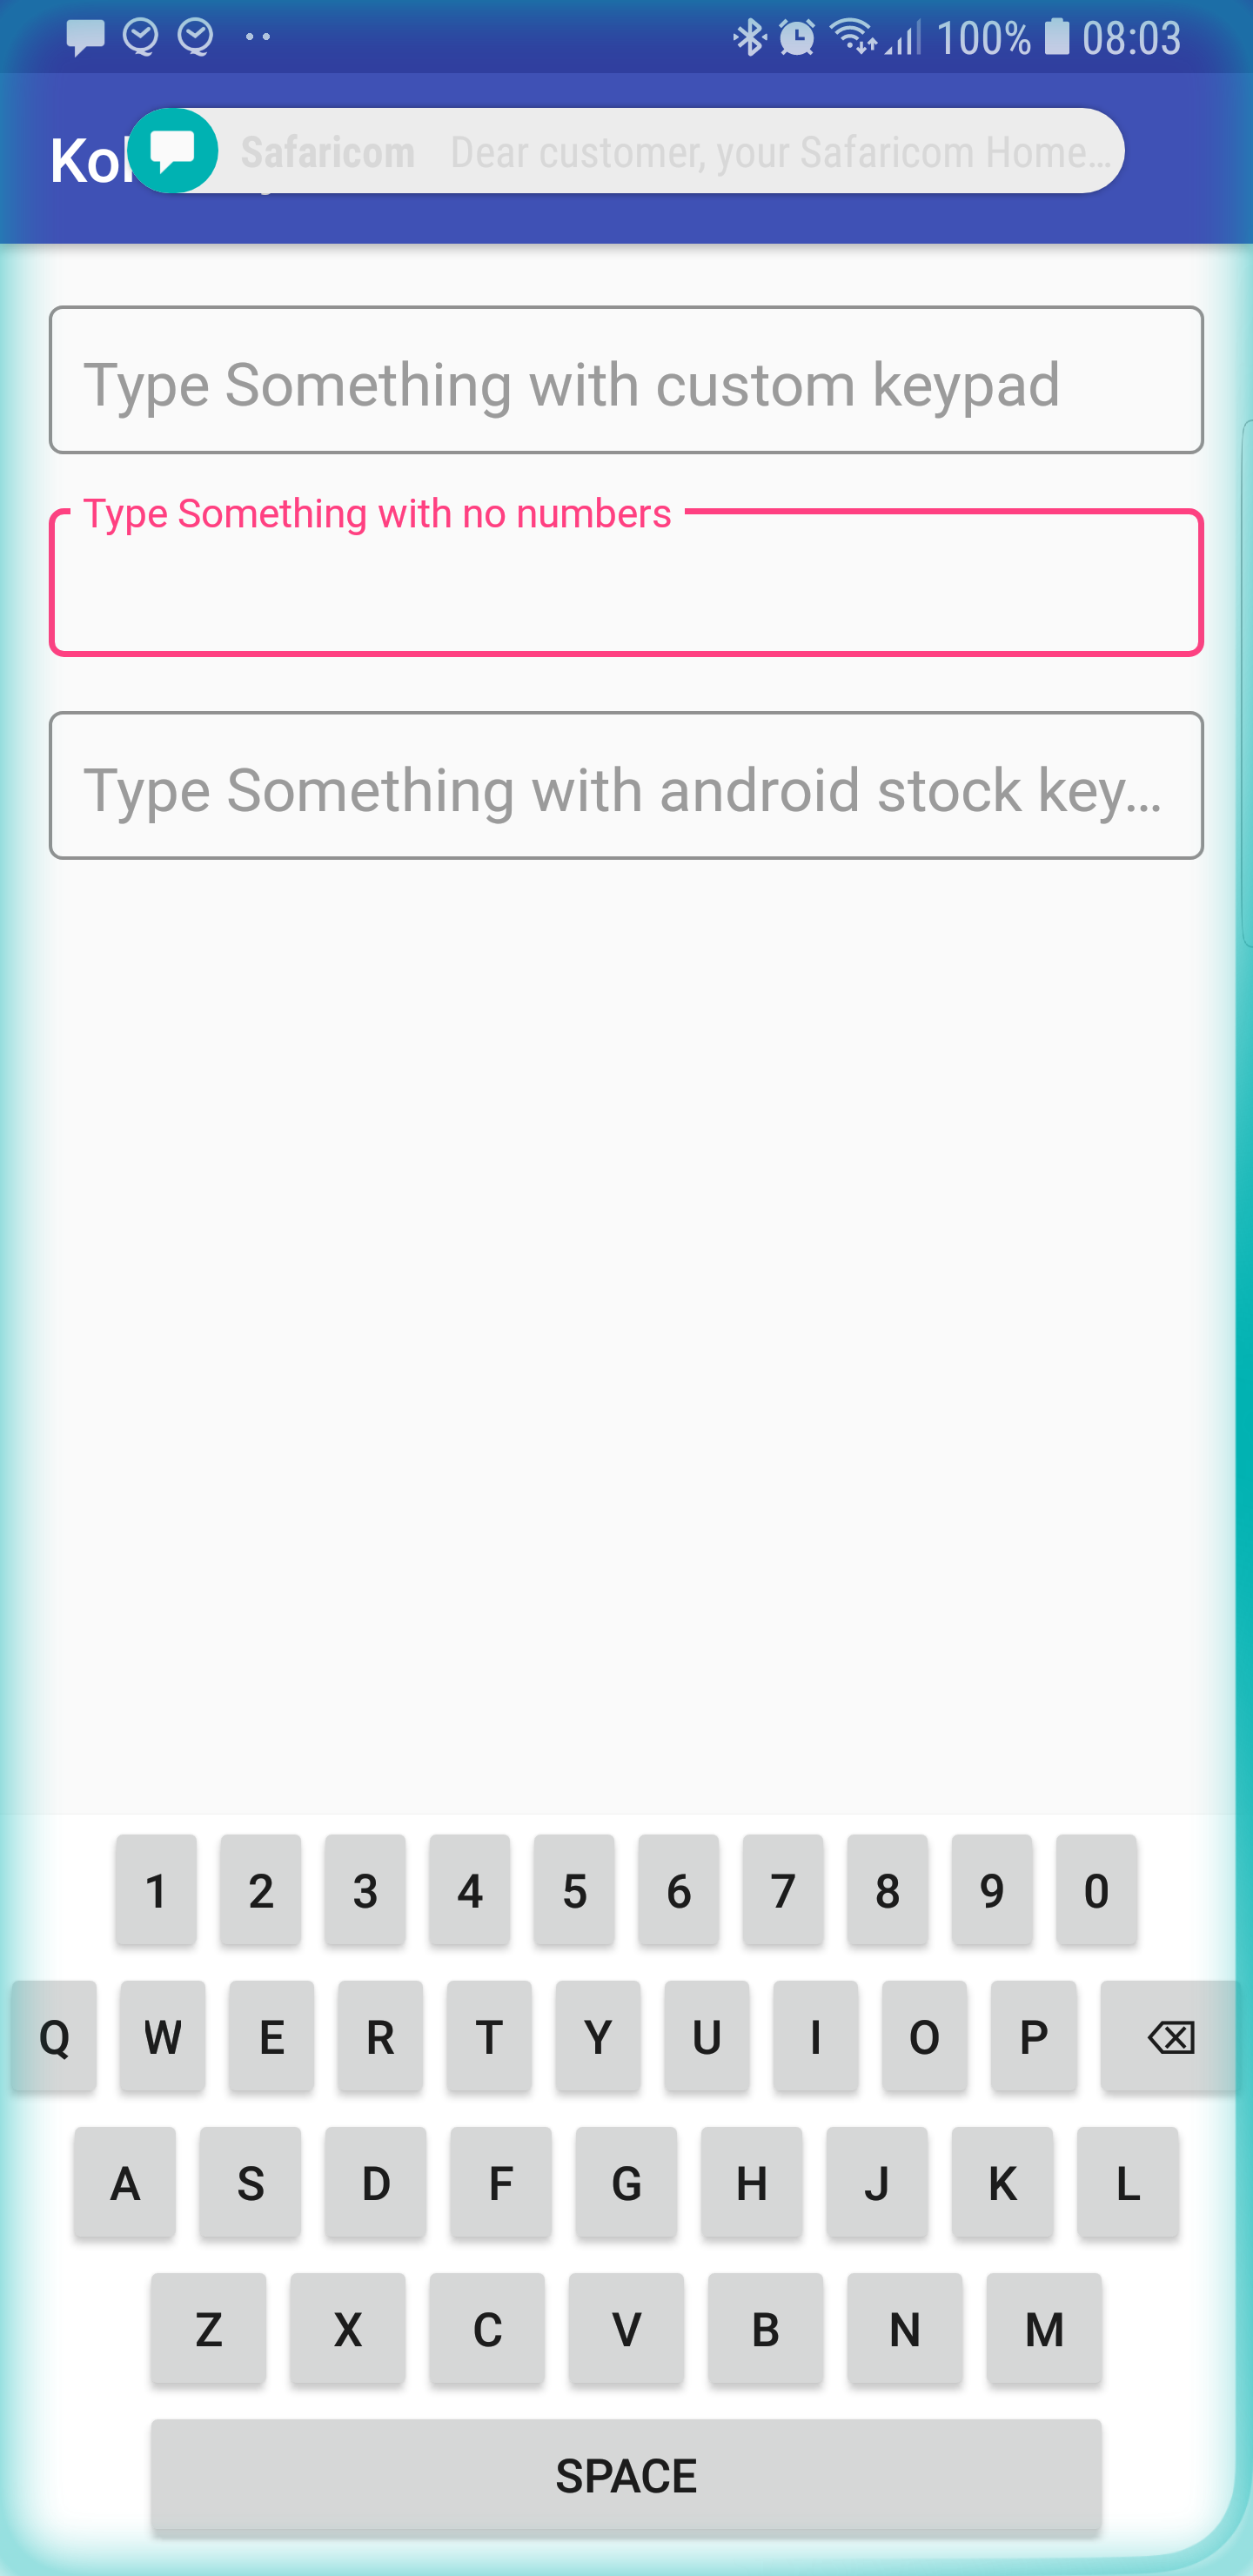 100% 08:03
Safaricom Dear customer, your Safaricom Home...
Type Something with custom keypad
Type Something with no numbers
Type Something with android stock key...
1 2 3 4 5 6 7 8 9 0
Q W E R T Y U I O P
A S D F G H J K L
Z X C V B N M
SPACE